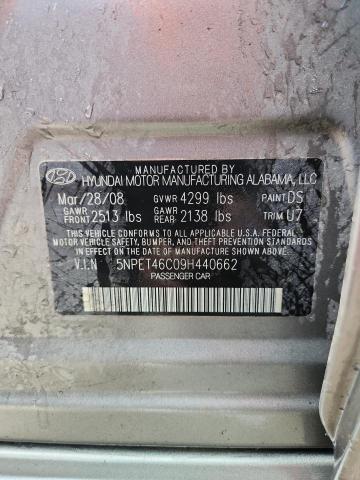 MANUFACTURED BY
HYUNDAI MOTOR MANUFACTURING ALABAMA, LLC
Mar/28/08 GVWR 4299 lbs PAINT DS
GAWR FRONT 2513 lbs GAWR REAR 2138 lbs TRIM U7
THIS VEHICLE CONFORMS TO ALL APPLICABLE U.S. FEDERAL
MOTOR VEHICLE SAFETY, BUMPER, AND THEFT PREVENTION
STANDARDS IN EFFECT ON THE DATE OF MANUFACTURE
SHOWN ABOVE.
V.I.N 5NPET46C09H440662
PASSENGER CAR